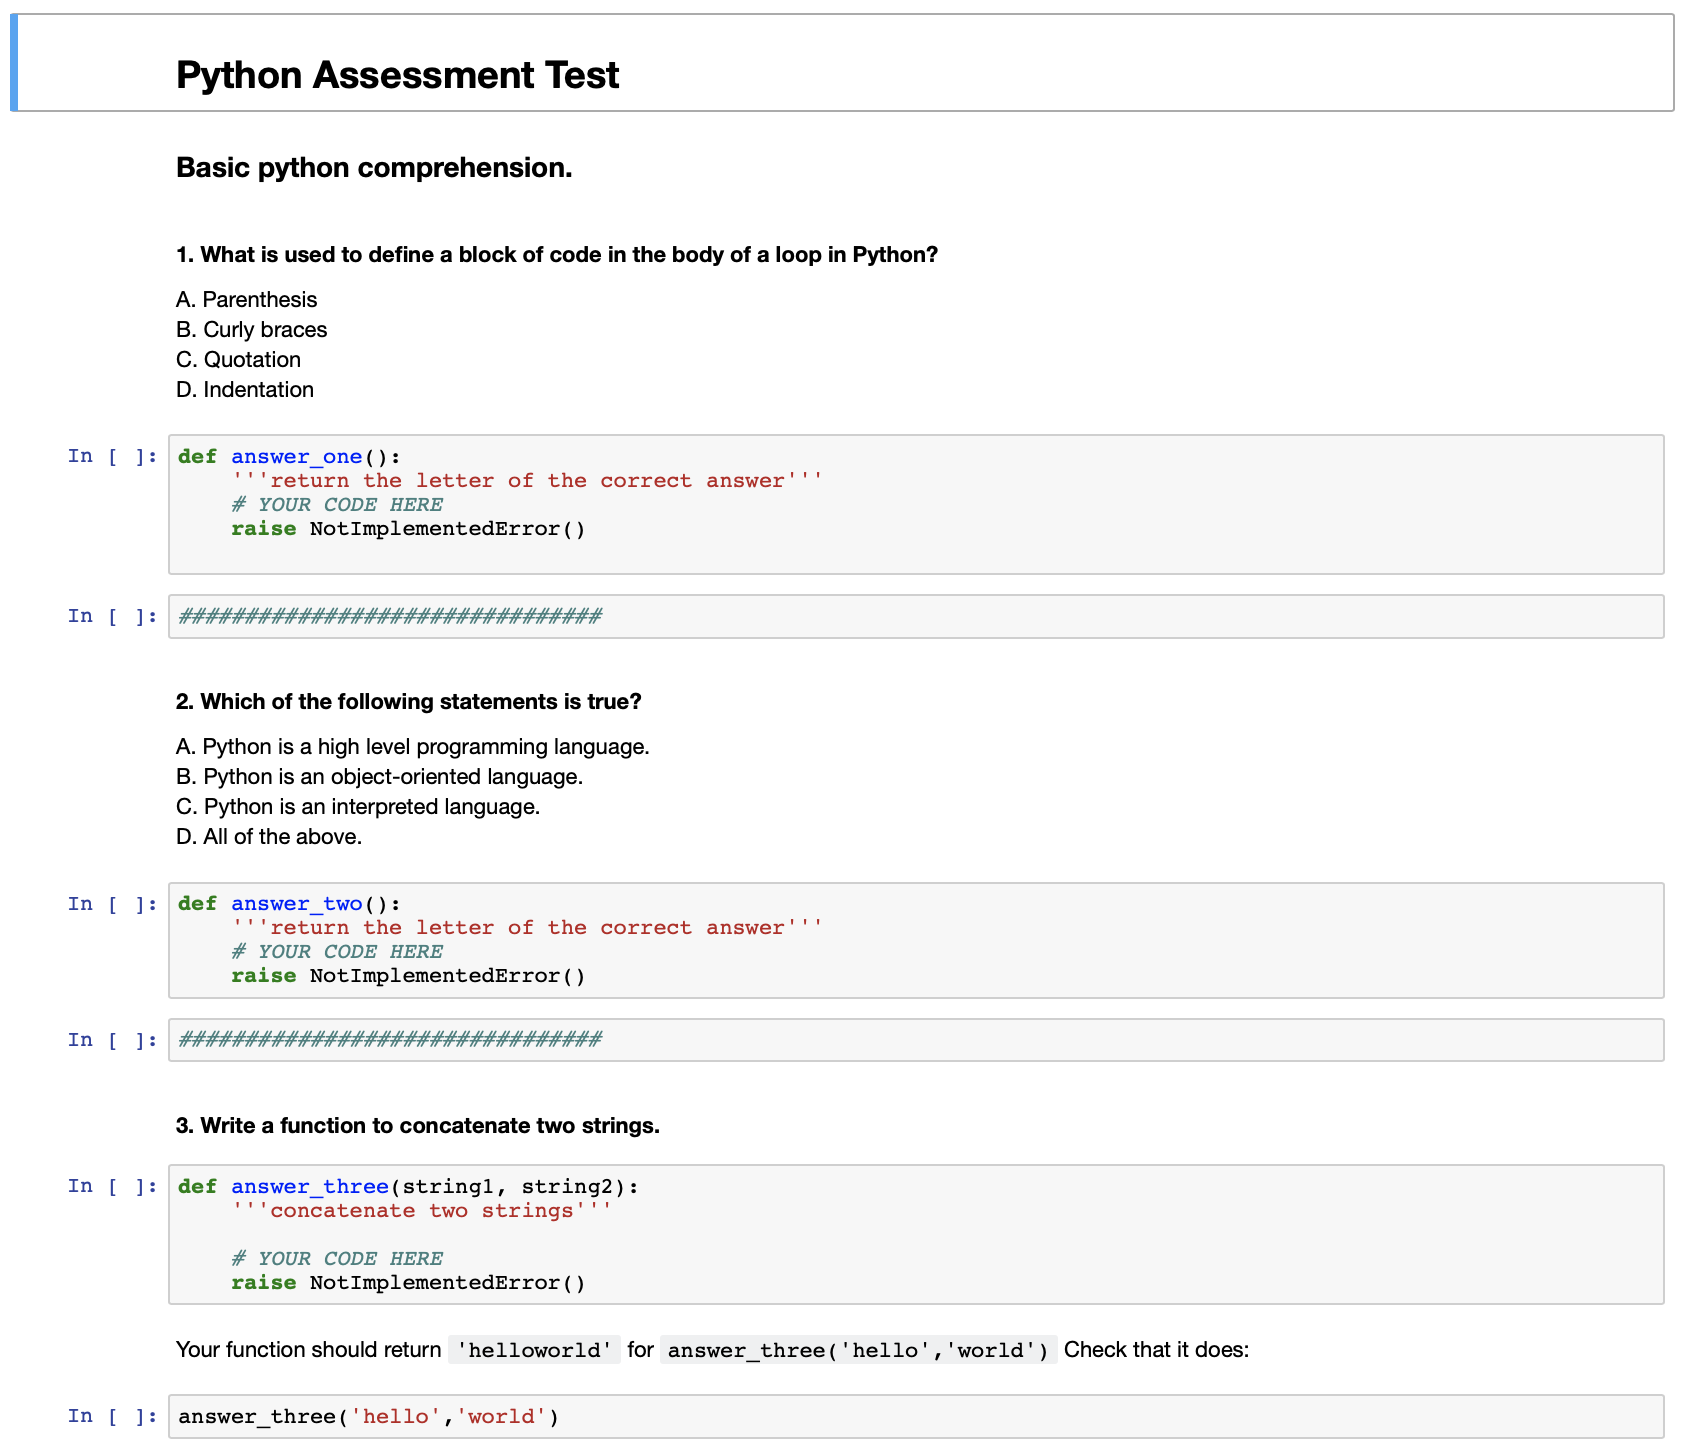 Python Assessment Test
Basic python comprehension.
1. What is used to define a block of code in the body of a loop in Python?
A. Parenthesis
B. Curly braces
C. Quotation
D. Indentation
In [ ]: def answer_one():
    '''return the letter of the correct answer'''
    # YOUR CODE HERE
    raise NotImplementedError()
In [ ]: ################################
2. Which of the following statements is true?
A. Python is a high level programming language.
B. Python is an object-oriented language.
C. Python is an interpreted language.
D. All of the above.
In [ ]: def answer_two():
    '''return the letter of the correct answer'''
    # YOUR CODE HERE
    raise NotImplementedError()
In [ ]: ################################
3. Write a function to concatenate two strings.
In [ ]: def answer_three(string1, string2):
    '''concatenate two strings'''
    # YOUR CODE HERE
    raise NotImplementedError()
Your function should return 'helloworld' for answer_three('hello','world') Check that it does:
In [ ]: answer_three('hello','world')